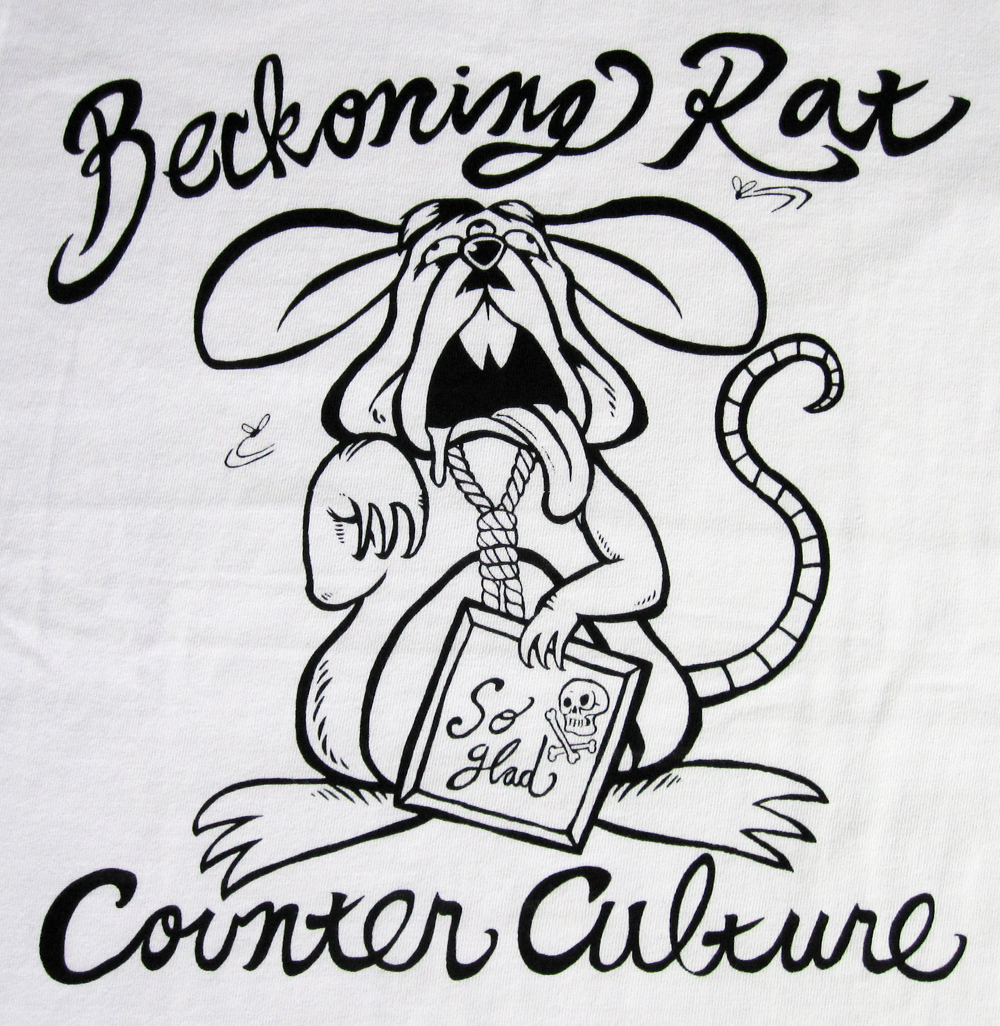 Beckoning Rat
So
glad
Counter Culture